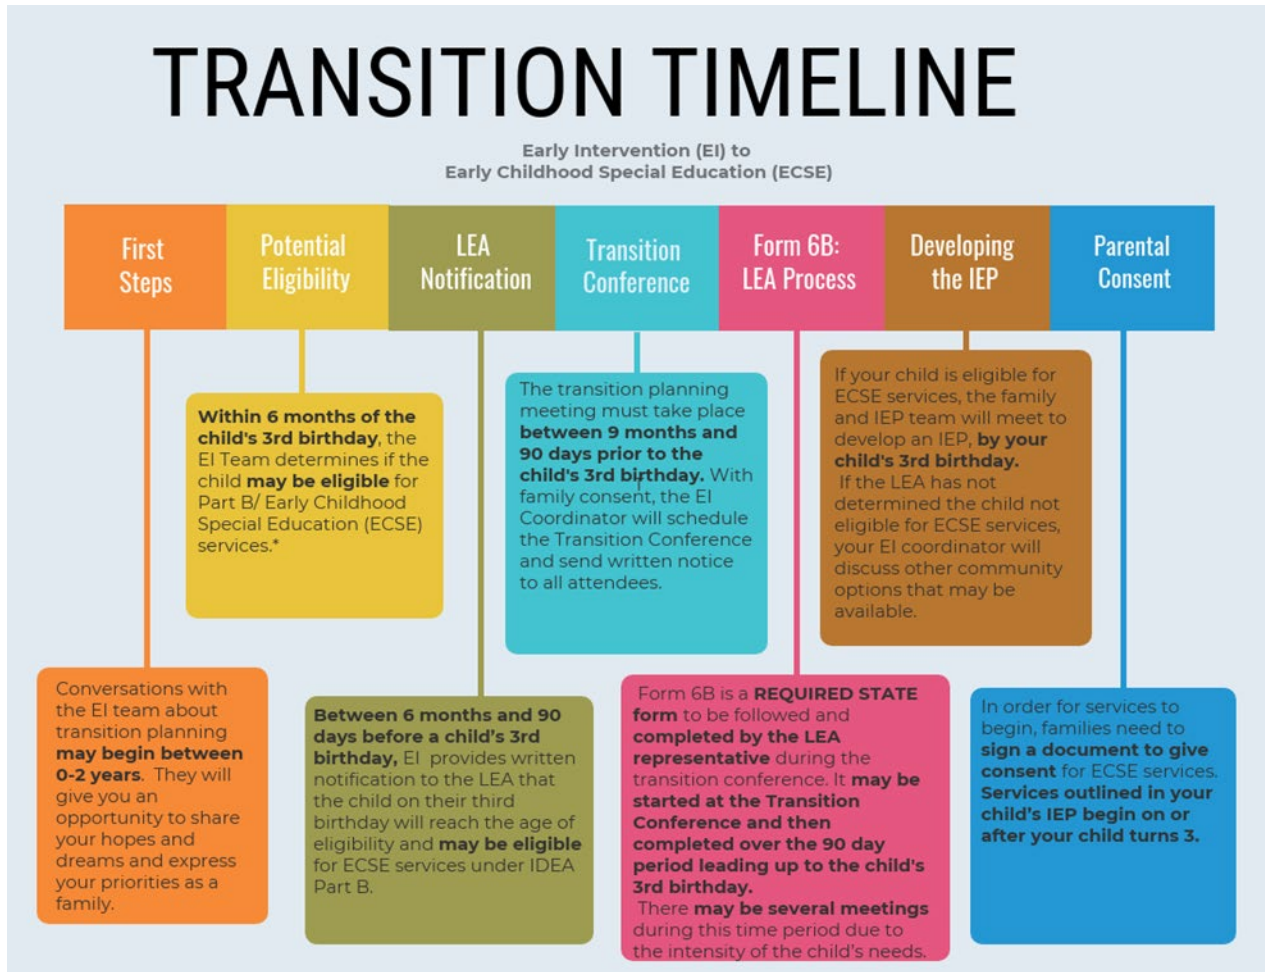 TRANSITION TIMELINE
Early Intervention (EI) to
Early Childhood Special Education (ECSE)
First
Steps
Potential
Eligibility
LEA
Notification
Transition
Conference
Form 6B:
LEA Process
Developing
the IEP
Parental
Consent
Conversations with
the EI team about
transition planning
may begin between
0-2 years. They will
give you an
opportunity to share
your hopes and
dreams and express
your priorities as a
family.
Within 6 months of the
child's 3rd birthday, the
EI Team determines if the
child may be eligible for
Part B/ Early Childhood
Special Education (ECSE)
services.*
Between 6 months and 90
days before a child’s 3rd
birthday, EI provides written
notification to the LEA that
the child on their third
birthday will reach the age of
eligibility and may be eligible
for ECSE services under IDEA
Part B.
The transition planning
meeting must take place
between 9 months and
90 days prior to the
child's 3rd birthday. With
family consent, the EI
Coordinator will schedule
the Transition Conference
and send written notice
to all attendees.
Form 6B is a REQUIRED STATE
form to be followed and
completed by the LEA
representative during the
transition conference. It may be
started at the Transition
Conference and then
completed over the 90 day
period leading up to the child's
3rd birthday.
There may be several meetings
during this time period due to
the intensity of the child’s needs.
If your child is eligible for
ECSE services, the family
and IEP team will meet to
develop an IEP, by your
child's 3rd birthday.
If the LEA has not
determined the child not
eligible for ECSE services,
your EI coordinator will
discuss other community
options that may be
available.
In order for services to
begin, families need to
sign a document to give
consent for ECSE services.
Services outlined in your
child’s IEP begin on or
after your child turns 3.